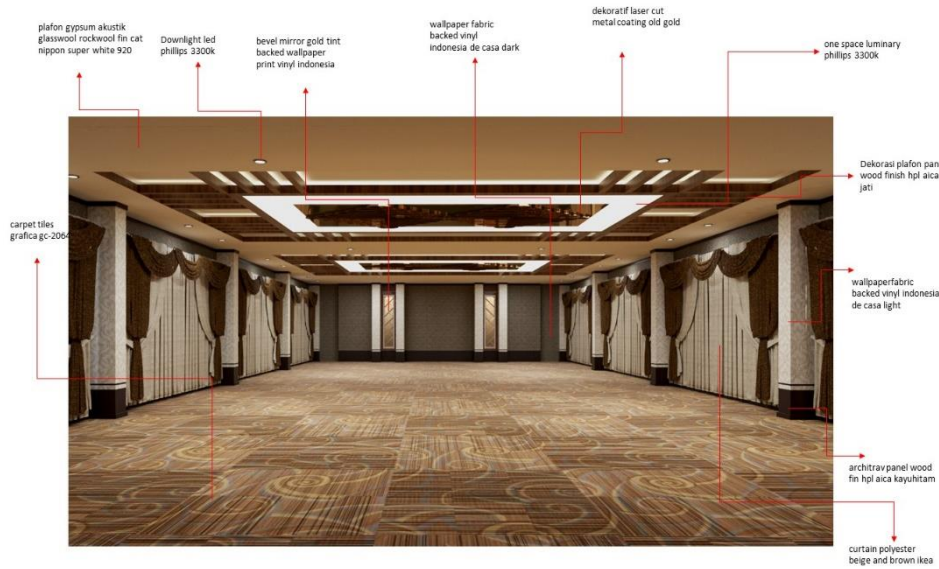 plafon gypsum akustik
glasswool rockwool fin cat
nippon super white 920
Downlight led
phillips 3300k
bevel mirror gold tint
backed wallpaper
print vinyl indonesia
wallpaper fabric
backed vinyl
indonesia de casa dark
dekoratif laser cut
metal coating old gold
one space luminary
phillips 3300k
Dekorasi plafon pan
wood finish hpl aica
jati
carpet tiles
grafica gc-2064
wallpaperfabric
backed vinyl indonesia
de casa light
architrav panel wood
fin hpl aica kayuhitam
curtain polyester
beige and brown ikea